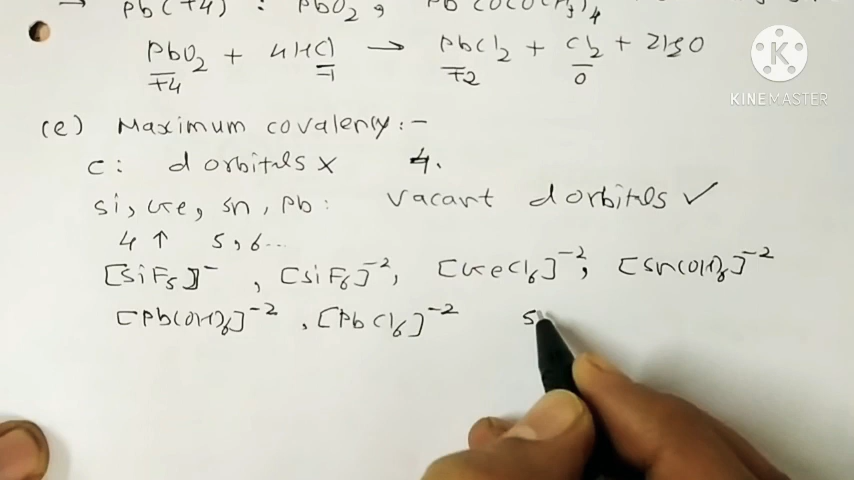 → Pb(+4) : PbO2, Pb(OCOCH3)4
PbO2 + 4HCl → PbCl2 + Cl2 + 2H2O
+4 -1 +2 0
KINEMASTER
(e) Maximum covalency:-
C: d orbitals × 4.
Si, Ge, Sn, Pb: vacant d orbitals ✓
4 ↑ 5, 6...
[SiF5]-, [SiF6]-2, [GeCl6]-2, [Sn(OH)6]-2
[Pb(OH)6]-2, [PbCl6]-2 S